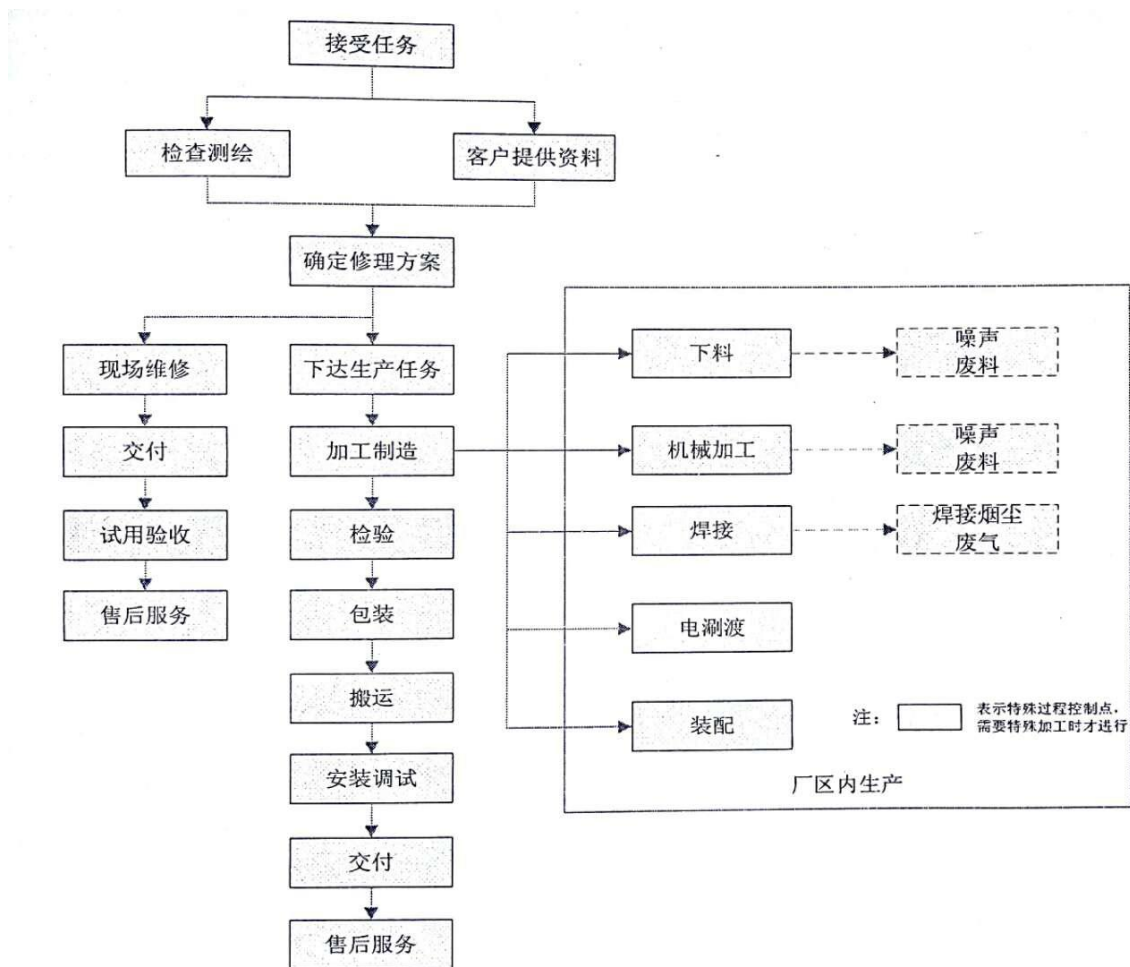 接受任务
检查测绘
客户提供资料
确定修理方案
现场维修
下达生产任务
交付
加工制造
试用验收
检验
售后服务
包装
搬运
安装调试
交付
售后服务
下料
噪声
废料
机械加工
噪声
废料
焊接
焊接烟尘
废气
电涮渡
装配
注：
表示特殊过程控制点，
需要特殊加工时才进行
厂区内生产